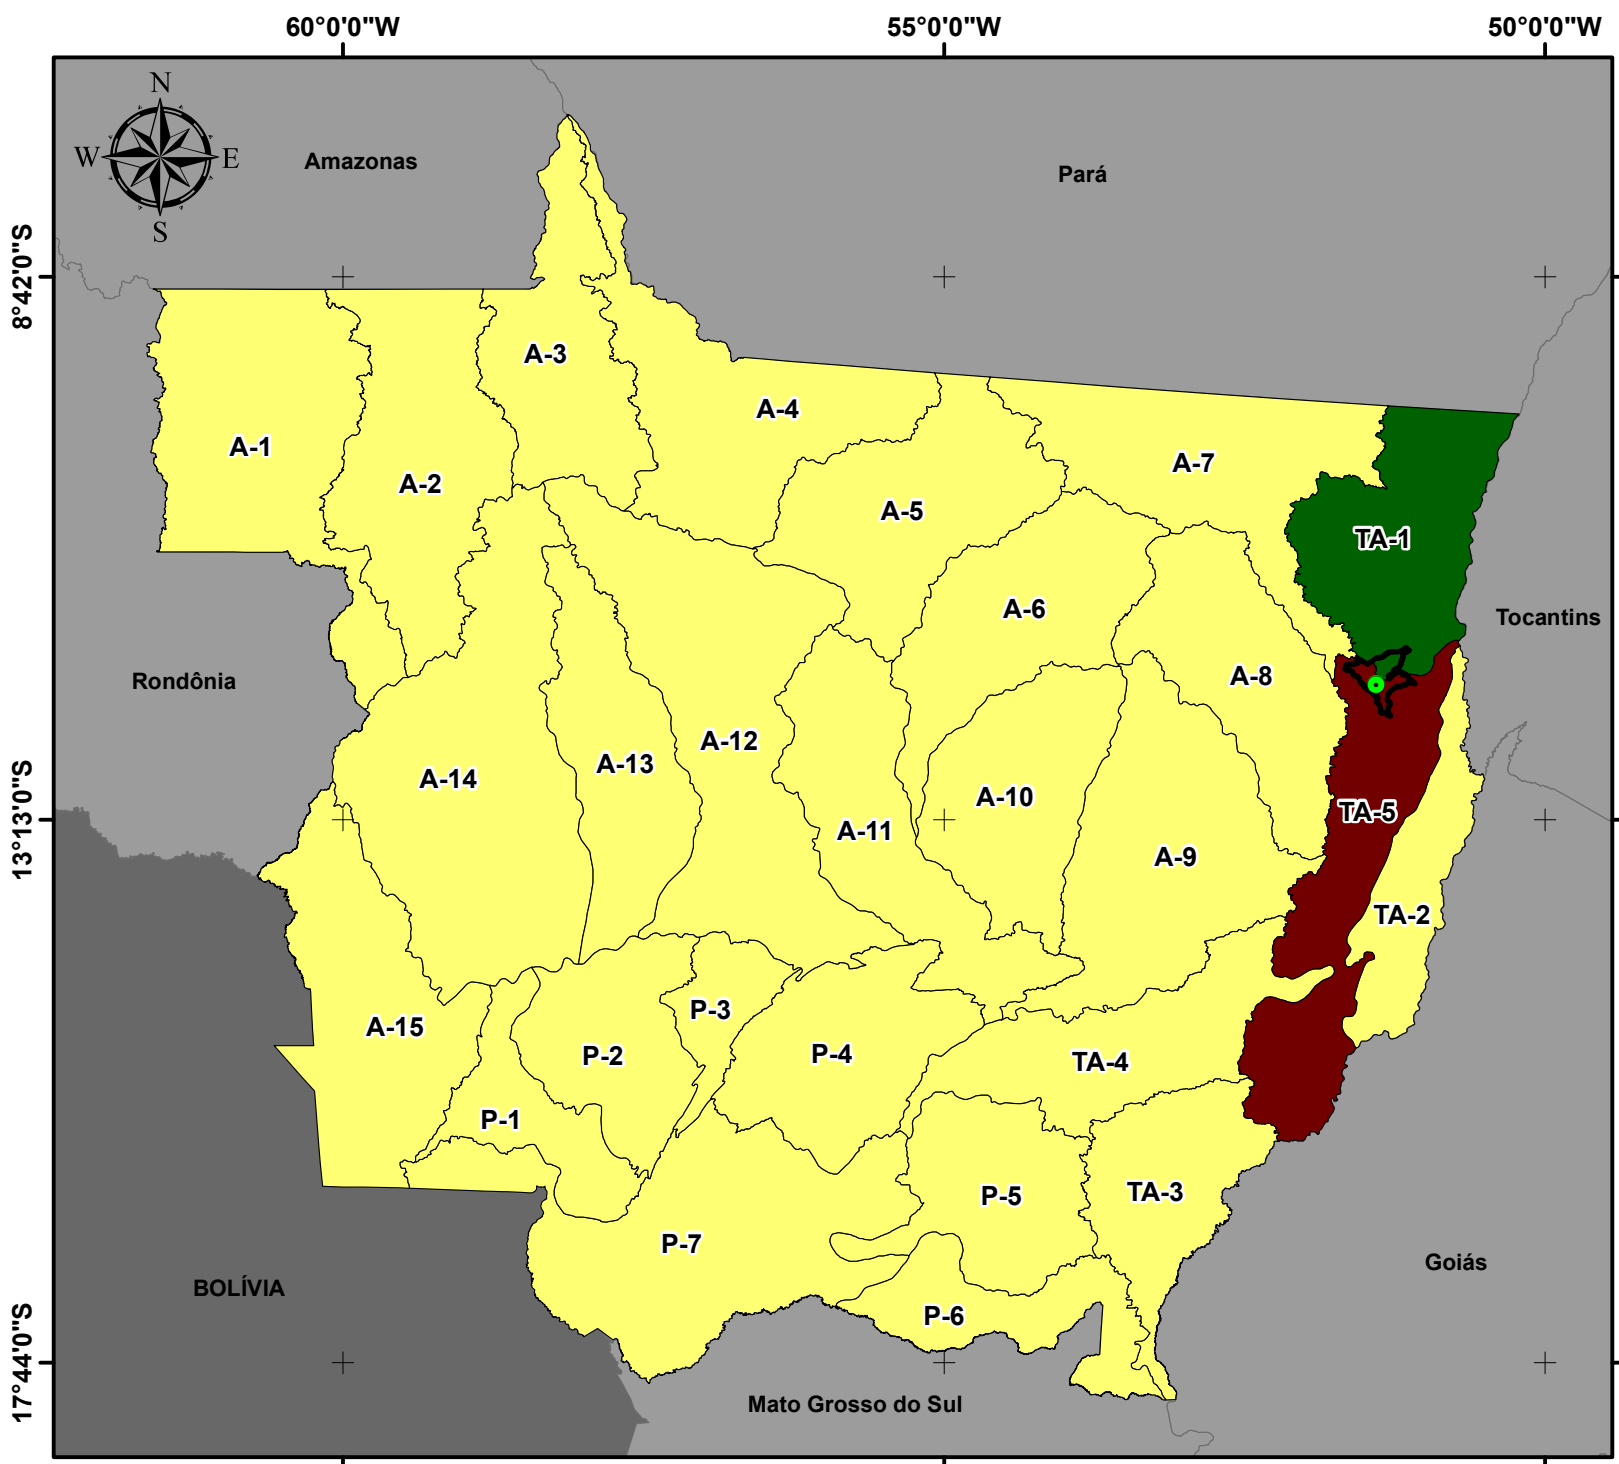 60°0'0"W
55°0'0"W
50°0'0"W
N
W
E
S
Amazonas
Pará
8°42'0"S
A-3
A-4
A-1
A-7
A-2
A-5
TA-1
A-6
Tocantins
Rondônia
A-8
A-12
A-13
A-14
A-10
TA-5
13°13'0"S
A-11
A-9
TA-2
P-3
A-15
P-4
P-2
TA-4
P-1
TA-3
P-5
P-7
Goiás
BOLÍVIA
P-6
17°44'0"S
Mato Grosso do Sul